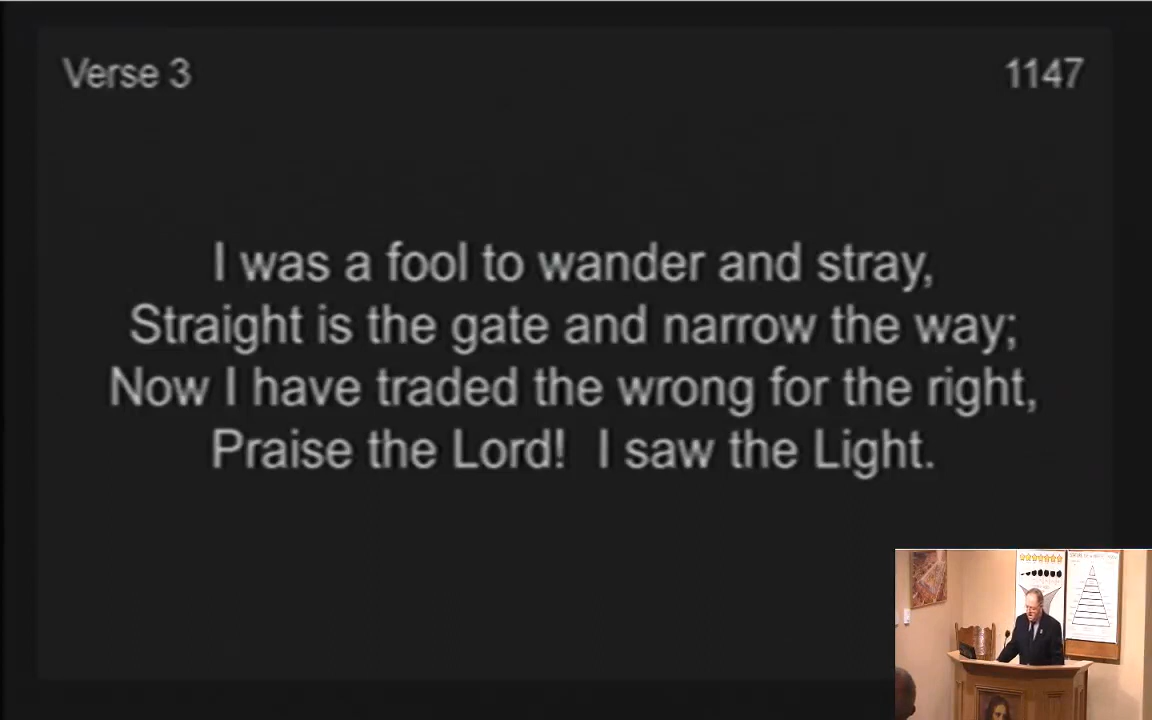 Verse 3
1147
I was a fool to wander and stray,
Straight is the gate and narrow the way;
Now I have traded the wrong for the right,
Praise the Lord!  I saw the Light.